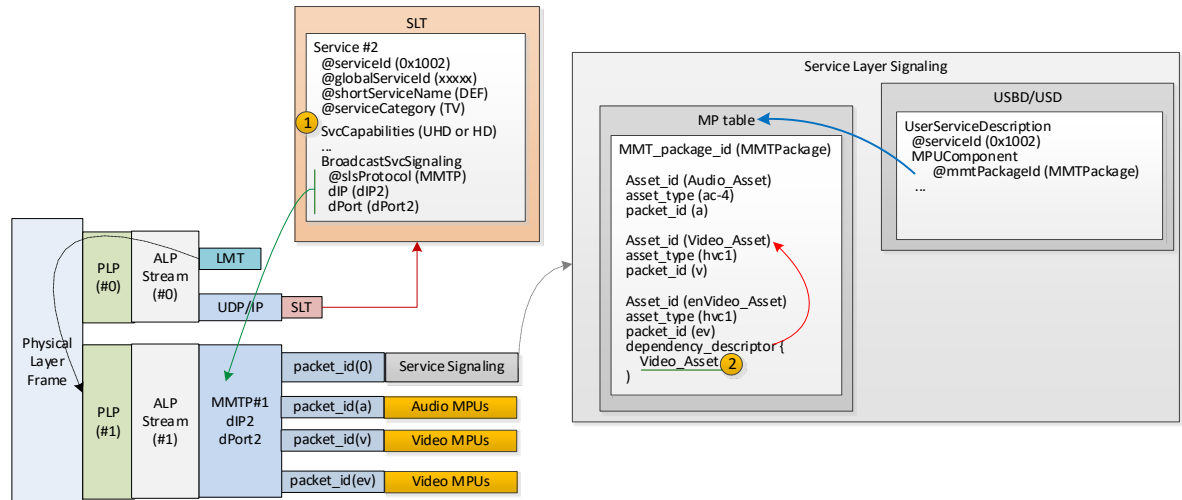 SLT
Service #2
@serviceId (0x1002)
@globalServiceId (xxxxx)
@shortServiceName (DEF)
@serviceCategory (TV)
1
SvcCapabilities (UHD or HD)
...
BroadcastSvcSignaling
@slsProtocol (MMTP)
dIP (dIP2)
dPort (dPort2)
Service Layer Signaling
MP table
MMT_package_id (MMTPackage)
Asset_id (Audio_Asset)
asset_type (ac-4)
packet_id (a)
Asset_id (Video_Asset)
asset_type (hvc1)
packet_id (v)
Asset_id (enVideo_Asset)
asset_type (hvc1)
packet_id (ev)
dependency_descriptor {
Video_Asset 2
)
USBD/USD
UserServiceDescription
@serviceId (0x1002)
MPUComponent
@mmtPackageId (MMTPackage)
...
Physical
Layer
Frame
PLP
(#0)
ALP
Stream
(#0)
LMT
UDP/IP
SLT
PLP
(#1)
ALP
Stream
(#1)
MMTP#1
dIP2
dPort2
packet_id(0) Service Signaling
packet_id(a) Audio MPUs
packet_id(v) Video MPUs
packet_id(ev) Video MPUs